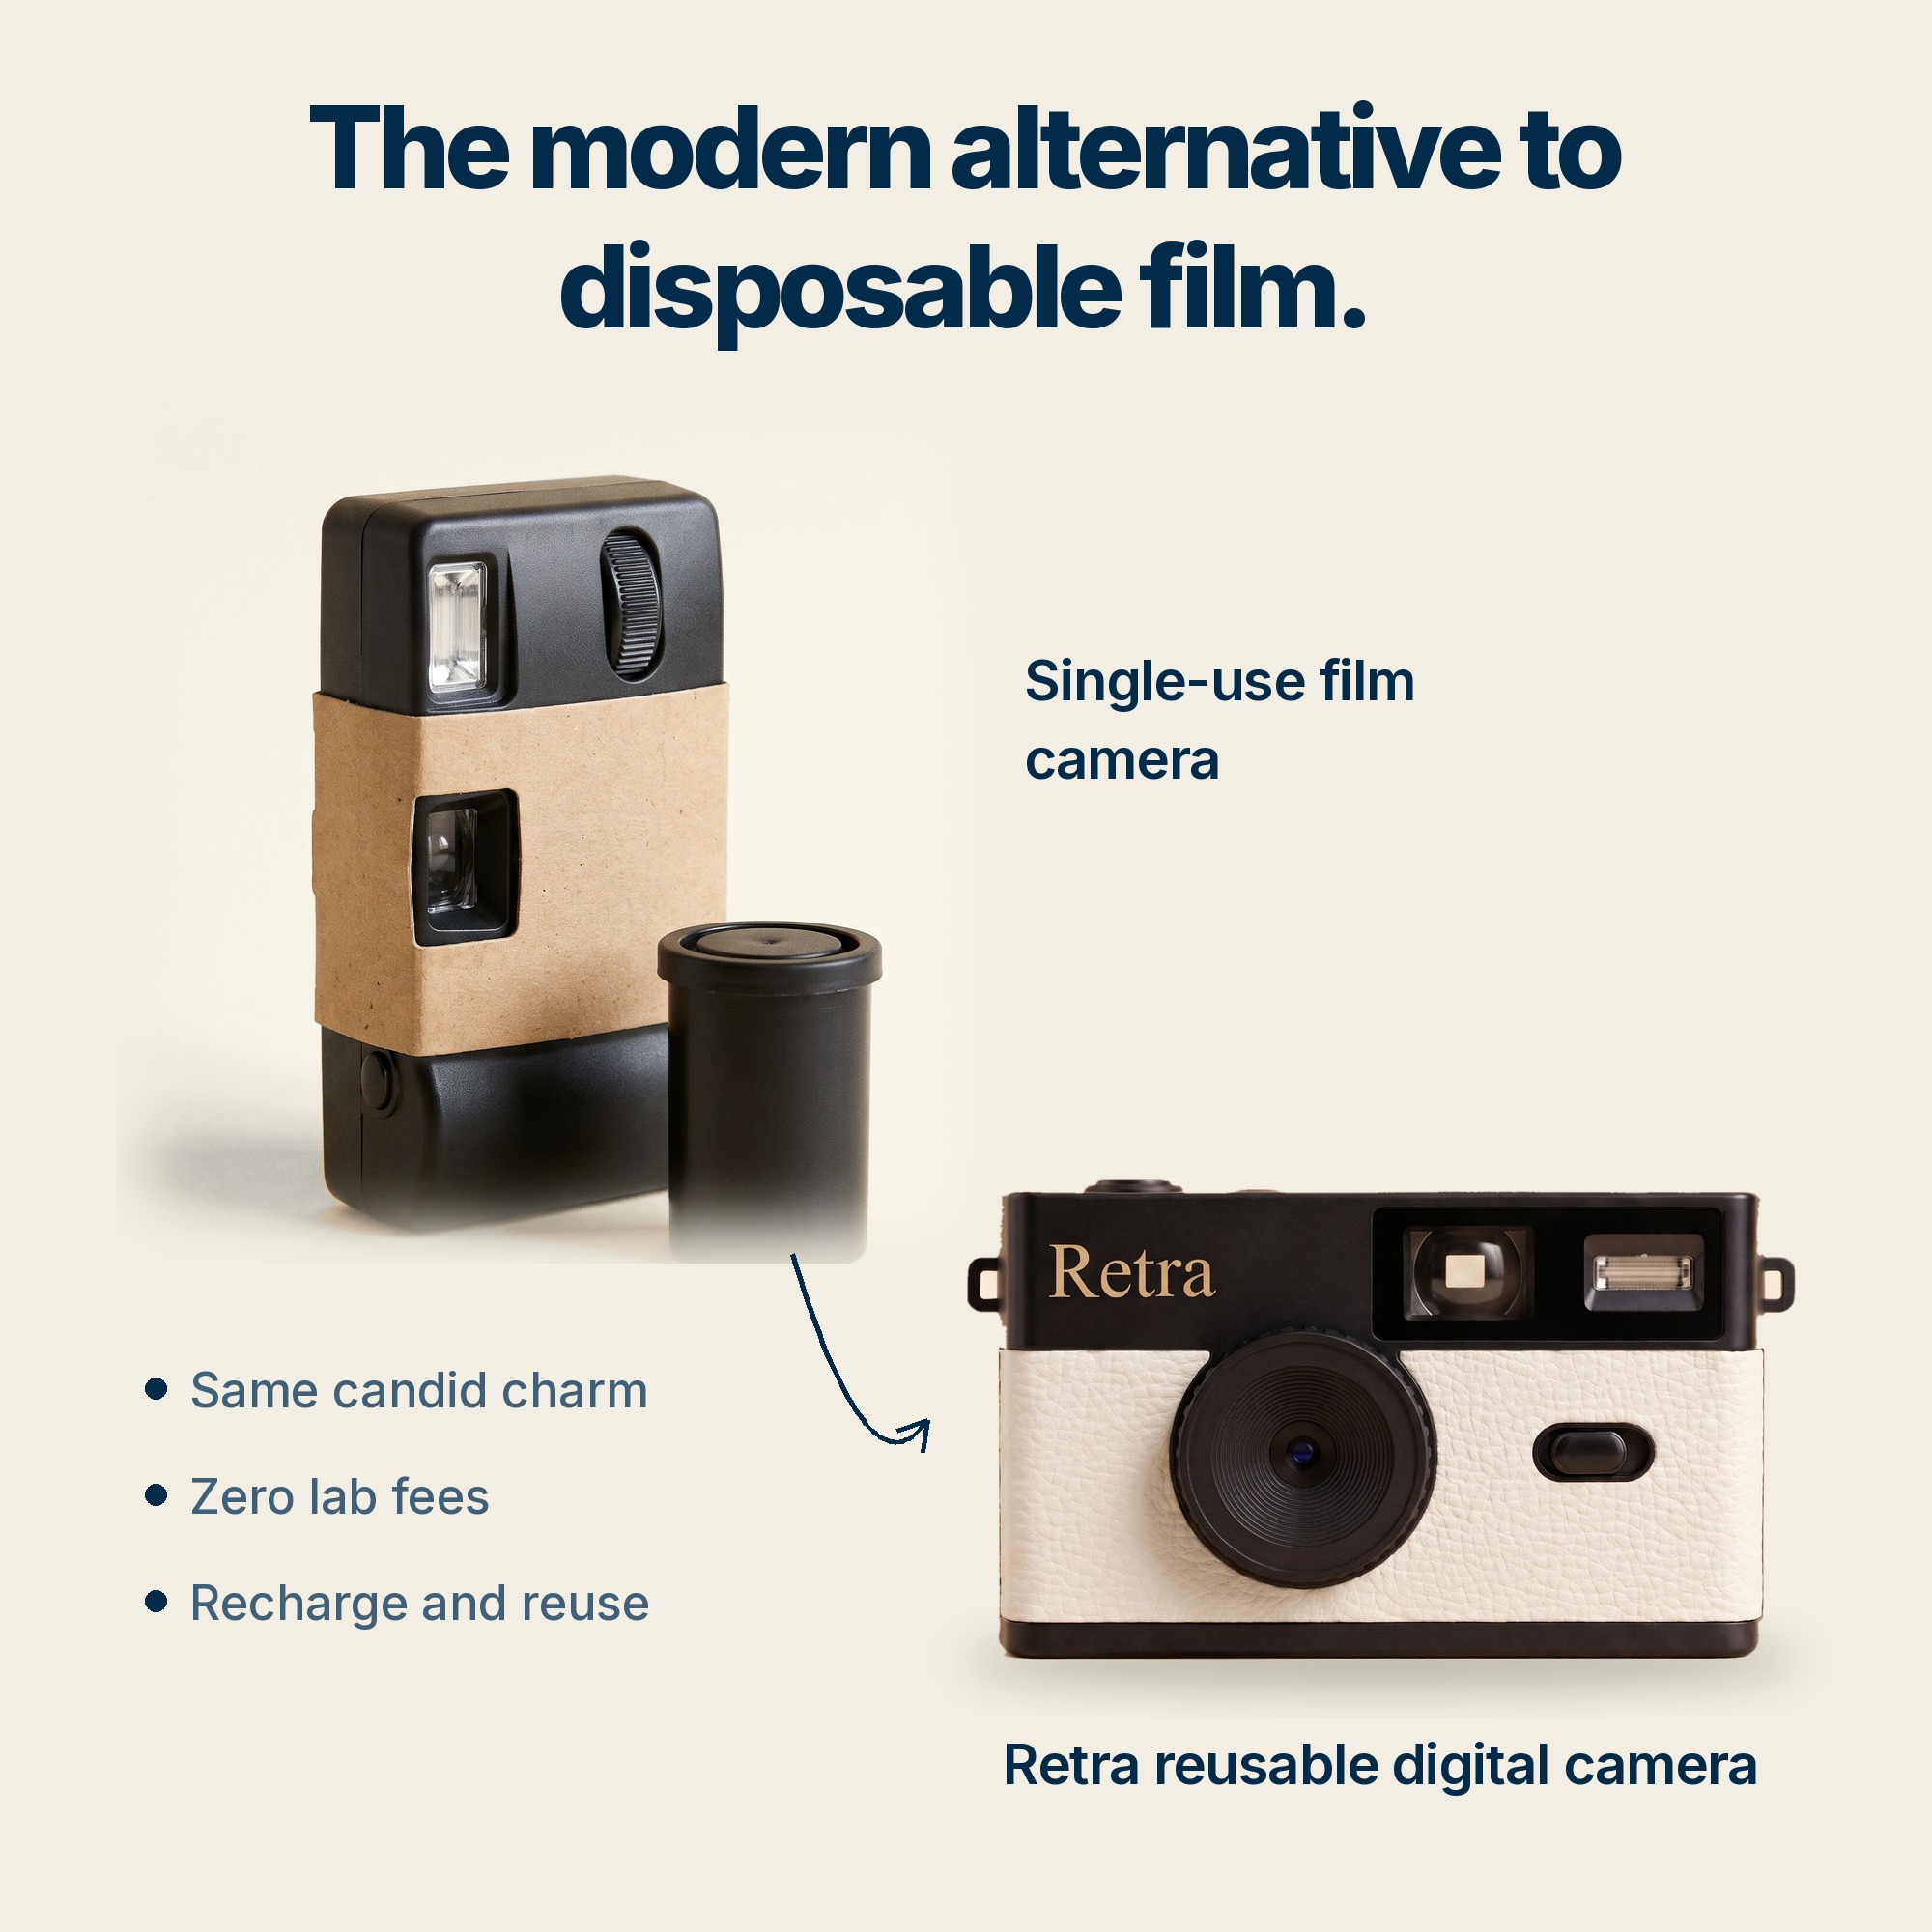 The modern alternative to
disposable film.
Single-use film
camera
Retra
Same candid charm
Zero lab fees
Recharge and reuse
Retra reusable digital camera